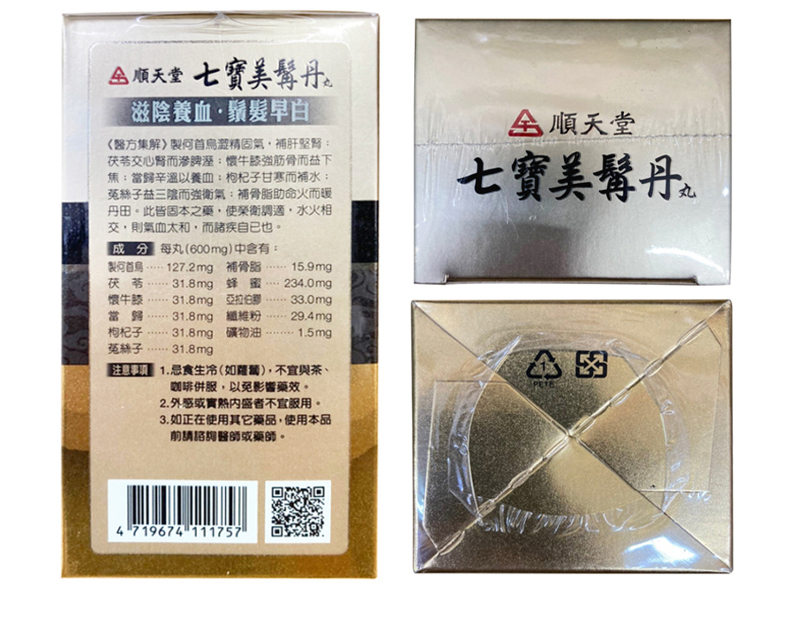 順天堂 七寶美髯丹丸
滋陰養血·鬚髮早白
《醫方集解》製何首烏澀精固氣，補肝堅腎；
茯苓交心腎而滲脾溼；懷牛膝強筋骨而益下
焦；當歸辛溫以養血；枸杞子甘寒而補水；
菟絲子益三陰而強衛氣；補骨脂助命火而暖
丹田。此皆固本之藥，使榮衛調適，水火相
交，則氣血太和，而諸疾自已也。
成分 每丸(600mg)中含有：
製何首烏 ····· 127.2mg 補骨脂 ······ 15.9mg
茯苓 ······ 31.8mg 蜂蜜 ···· 234.0mg
懷牛膝 ······ 31.8mg 亞拉伯膠 ····· 33.0mg
當歸 ······ 31.8mg 纖維粉 ······ 29.4mg
枸杞子 ······ 31.8mg 礦物油 ········ 1.5mg
菟絲子 ······ 31.8mg
注意事項 1.忌食生冷(如蘿蔔)，不宜與茶、
咖啡併服，以免影響藥效。
2.外感或實熱內盛者不宜服用。
3.如正在使用其它藥品，使用本品
前請諮詢醫師或藥師。
4 719674 111757
順天堂
七寶美髯丹丸
1
PETE